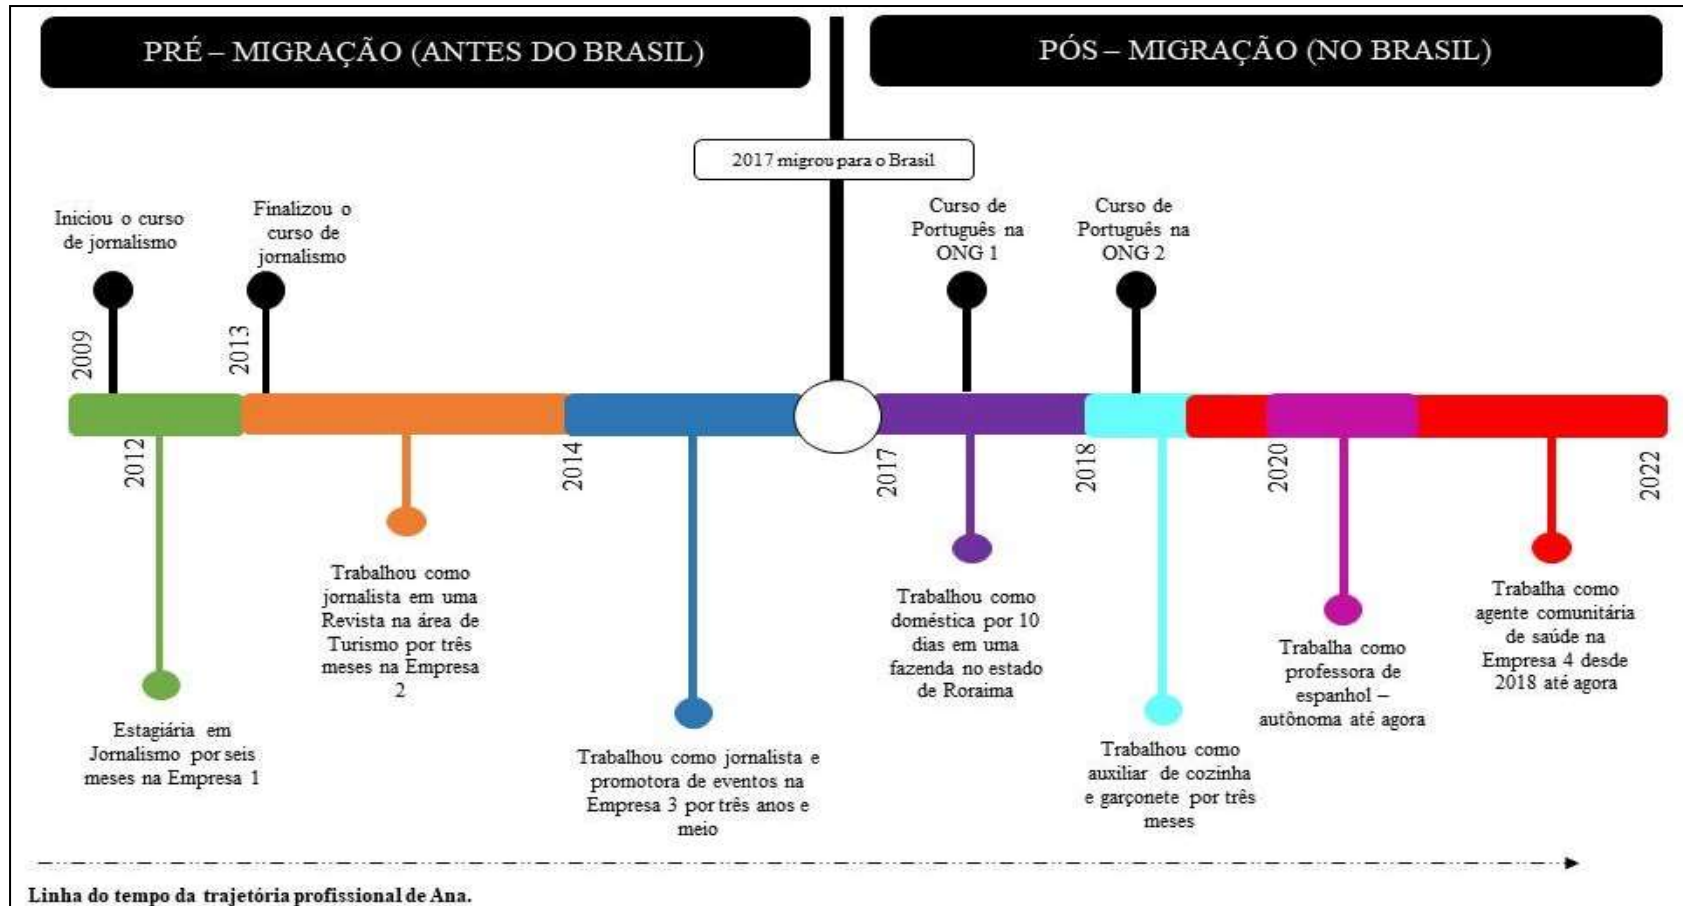 PRÉ – MIGRAÇÃO (ANTES DO BRASIL)
PÓS – MIGRAÇÃO (NO BRASIL)
2017 migrou para o Brasil
Iniciou o curso
de jornalismo
Finalizou o
curso de
jornalismo
Curso de
Português na
ONG 1
Curso de
Português na
ONG 2
2009
2013
2012
2014
2017
2018
2020
2022
Estagiária em
Jornalismo por seis
meses na Empresa 1
Trabalhou como
jornalista em uma
Revista na área de
Turismo por três
meses na Empresa
2
Trabalhou como jornalista e
promotora de eventos na
Empresa 3 por três anos e
meio
Trabalhou como
doméstica por 10
dias em uma
fazenda no estado
de Roraima
Trabalhou como
auxiliar de cozinha
e garçonete por três
meses
Trabalha como
professora de
espanhol –
autônoma até agora
Trabalha como
agente comunitária
de saúde na
Empresa 4 desde
2018 até agora
Linha do tempo da trajetória profissional de Ana.